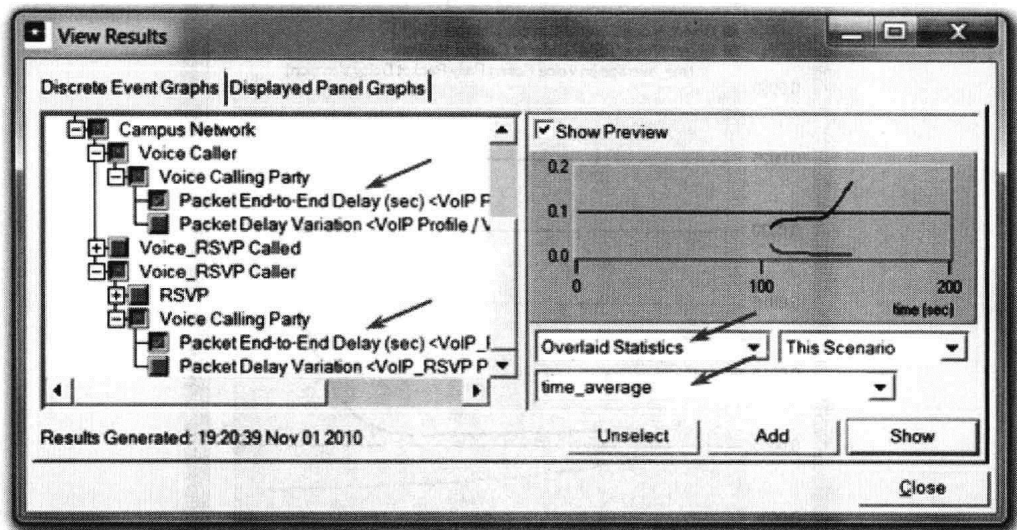 View Results
Discrete Event Graphs
Displayed Panel Graphs
Campus Network
Voice Caller
Voice Calling Party
Packet End-to-End Delay (sec) <VoIP P
Packet Delay Variation <VoIP Profile / V
Voice_RSVP Called
Voice_RSVP Caller
RSVP
Voice Calling Party
Packet End-to-End Delay (sec) <VoIP_
Packet Delay Variation <VoIP_RSVP P
Show Preview
0.2
0.1
0.0
0
100
200
time (sec)
Overlaid Statistics
This Scenario
time_average
Results Generated: 19:20:39 Nov 01 2010
Unselect
Add
Show
Close